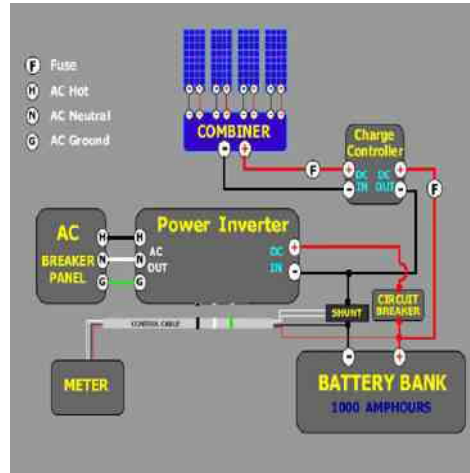 F Fuse
H AC Hot
N AC Neutral
G AC Ground
COMBINER
- +
Charge
Controller
+ DC DC +
- IN OUT -
F
F
AC
BREAKER
PANEL
H
N
G
Power Inverter
AC
OUT
DC +
IN -
CONTROL CABLE
SHUNT
CIRCUIT
BREAKER
METER
- +
BATTERY BANK
1000 AMPHOURS